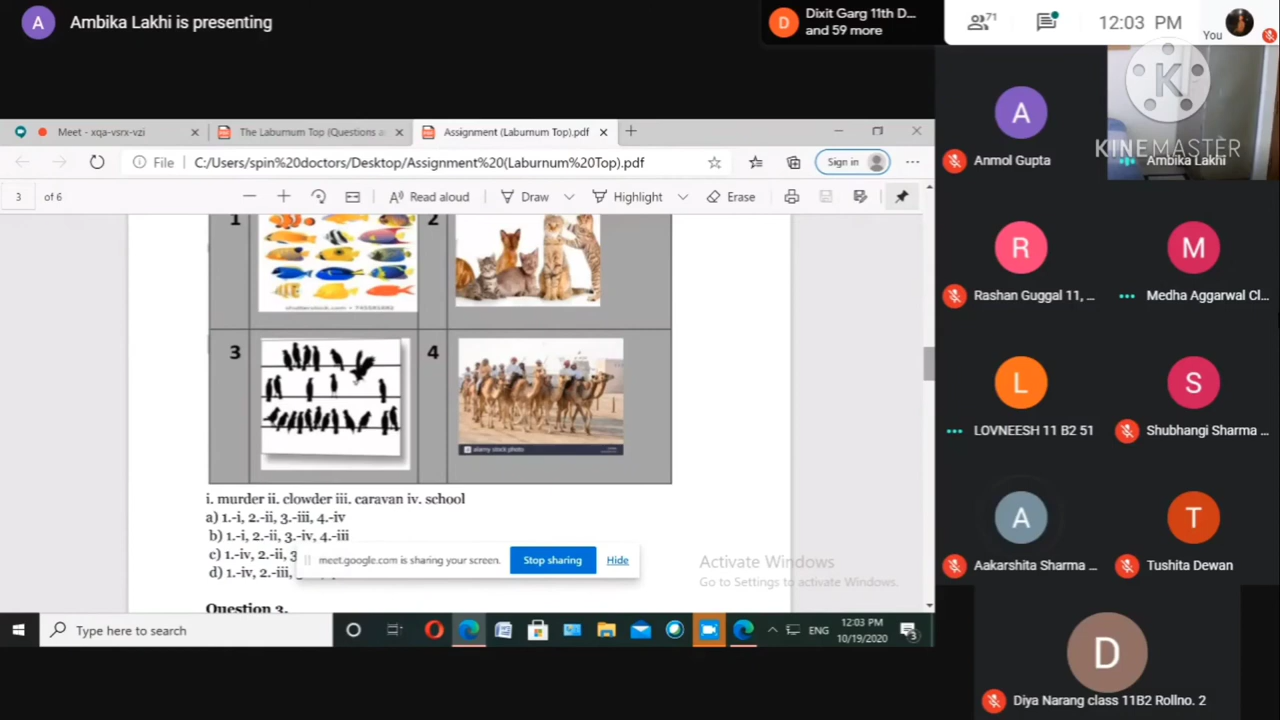 A Ambika Lakhi is presenting
D Dixit Garg 11th D...
and 59 more
71
12:03 PM
You
Meet - xqa-vsrx-vzi
The Laburnum Top (Questions a
Assignment (Laburnum Top).pdf
File C:/Users/spin%20doctors/Desktop/Assignment%20(Laburnum%20Top).pdf
Sign in
3 of 6
Read aloud
Draw
Highlight
Erase
1
2
shutterstock.com • 745581692
3
4
alamy stock photo
i. murder ii. clowder iii. caravan iv. school
a) 1.-i, 2.-ii, 3.-iii, 4.-iv
b) 1.-i, 2.-ii, 3.-iv, 4.-iii
c) 1.-iv, 2.-ii, 3
d) 1.-iv, 2.-iii,
Question 3.
meet.google.com is sharing your screen.
Stop sharing
Hide
Activate Windows
Go to Settings to activate Windows.
Type here to search
ENG
12:03 PM
10/19/2020
3
A
Anmol Gupta
K
KINEMASTER
Ambika Lakhi
R
Rashan Guggal 11, ...
M
Medha Aggarwal Cl...
L
LOVNEESH 11 B2 51
S
Shubhangi Sharma ...
A
Aakarshita Sharma ...
T
Tushita Dewan
D
Diya Narang class 11B2 Rollno. 2